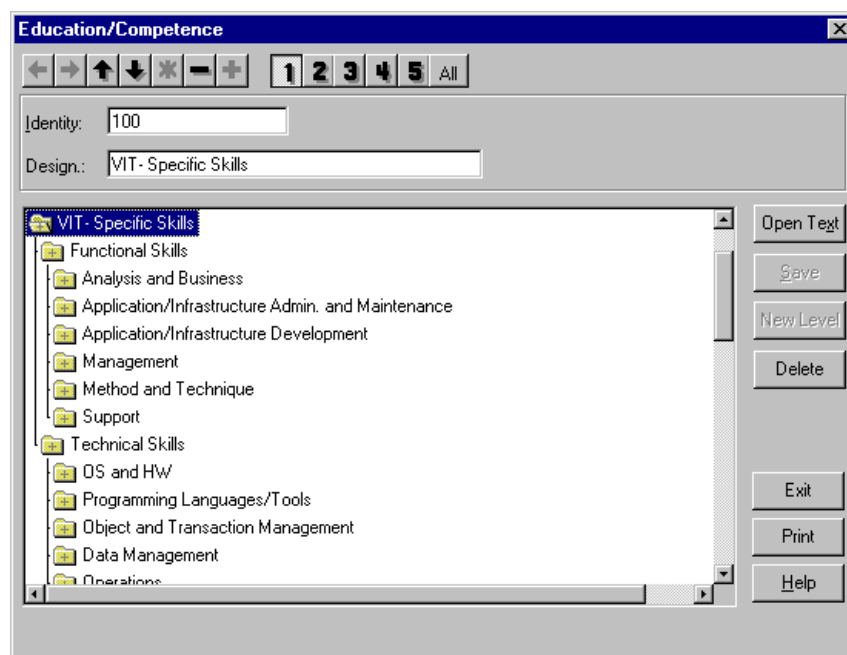 Education/Competence
1 2 3 4 5 All
Identity: 100
Design.: VIT- Specific Skills
VIT- Specific Skills
Functional Skills
Analysis and Business
Application/Infrastructure Admin. and Maintenance
Application/Infrastructure Development
Management
Method and Technique
Support
Technical Skills
OS and HW
Programming Languages/Tools
Object and Transaction Management
Data Management
Operations
Open Text
Save
New Level
Delete
Exit
Print
Help